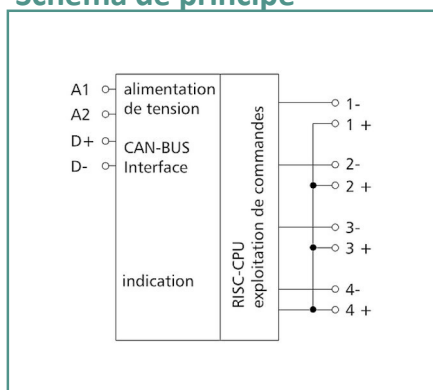 Schéma de principe
A1 alimentation
A2 de tension
D+ CAN-BUS
D- Interface
indication
RISC-CPU
exploitation de commandes
1-
1 +
2-
2 +
3-
3 +
4-
4 +